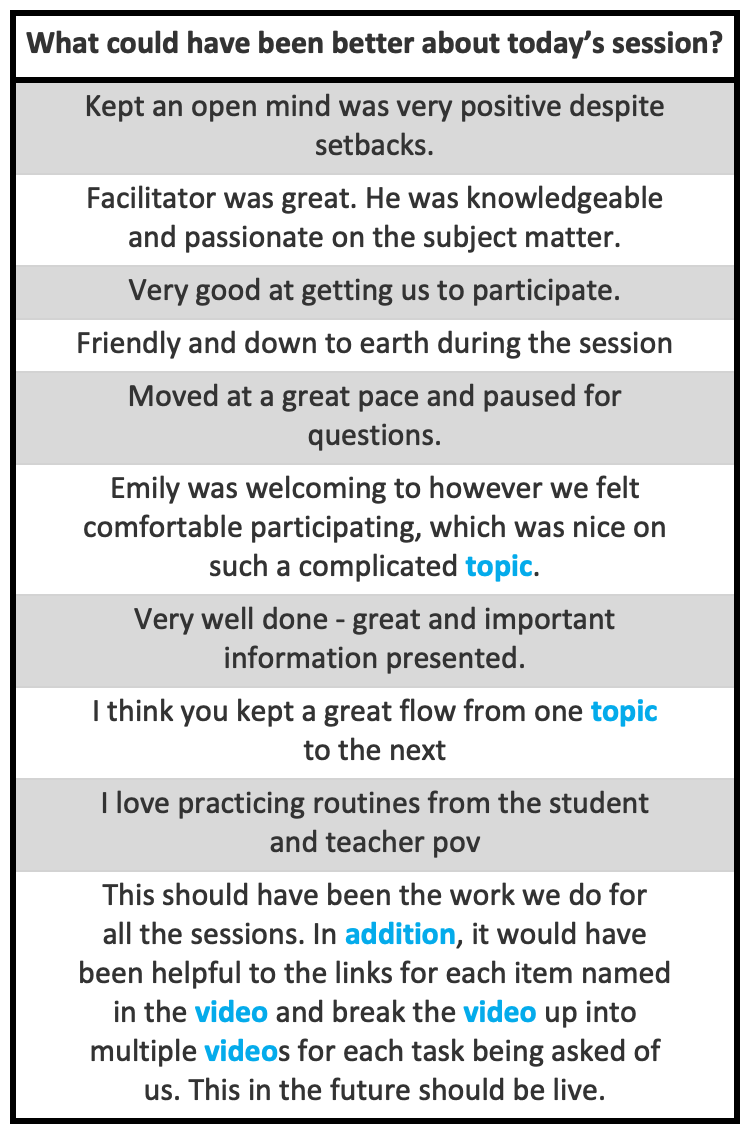 What could have been better about today’s session?
Kept an open mind was very positive despite
setbacks.
Facilitator was great. He was knowledgeable
and passionate on the subject matter.
Very good at getting us to participate.
Friendly and down to earth during the session
Moved at a great pace and paused for
questions.
Emily was welcoming to however we felt
comfortable participating, which was nice on
such a complicated topic.
Very well done - great and important
information presented.
I think you kept a great flow from one topic
to the next
I love practicing routines from the student
and teacher pov
This should have been the work we do for
all the sessions. In addition, it would have
been helpful to the links for each item named
in the video and break the video up into
multiple videos for each task being asked of
us. This in the future should be live.